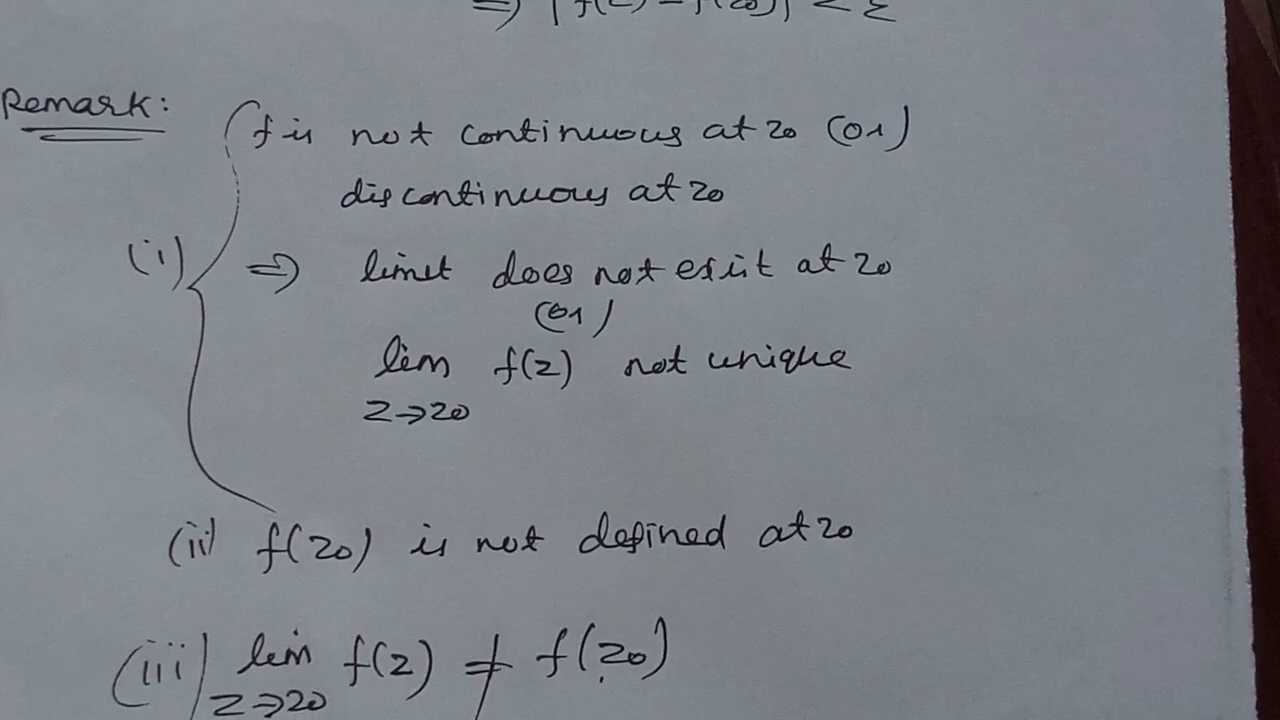 ⇒ |f(z) - f(z0)| < ε
Remark:
f is not continuous at z0 (or)
discontinuous at z0
(i) ⇒ limit does not exist at z0
(or)
lim f(z) not unique
z→z0
(ii) f(z0) is not defined at z0
(iii) lim f(z) ≠ f(z0)
z→z0